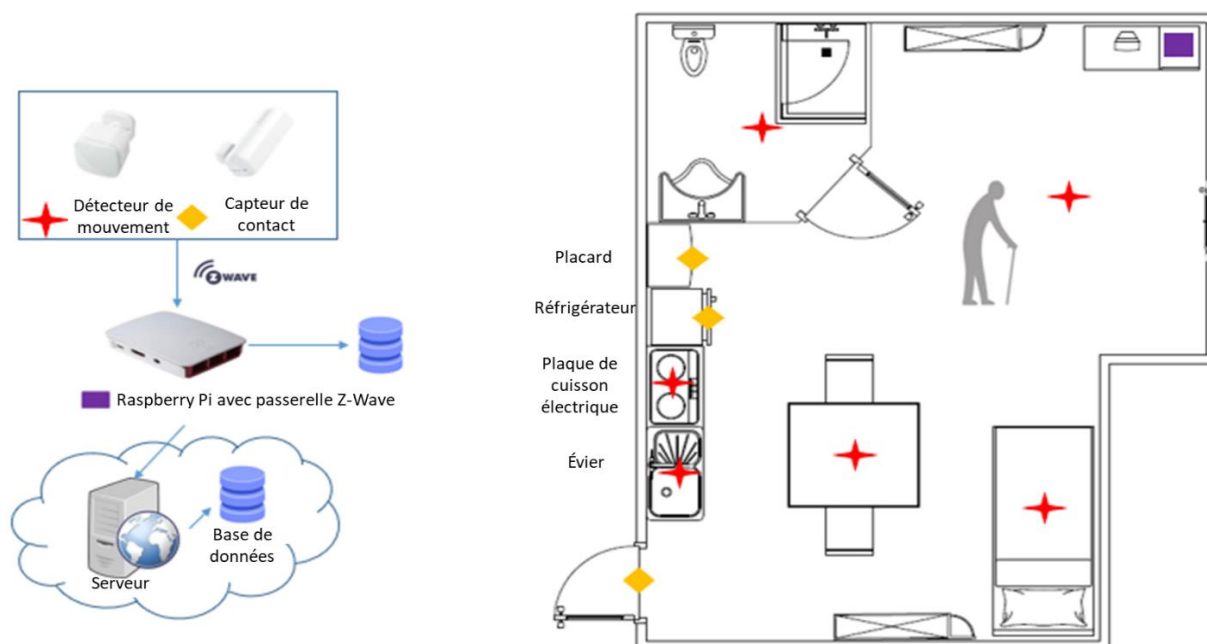 Détecteur de
mouvement
Capteur de
contact
Z WAVE
Raspberry Pi avec passerelle Z-Wave
Serveur
Base de
données
Placard
Réfrigérateur
Plaque de
cuisson
électrique
Évier